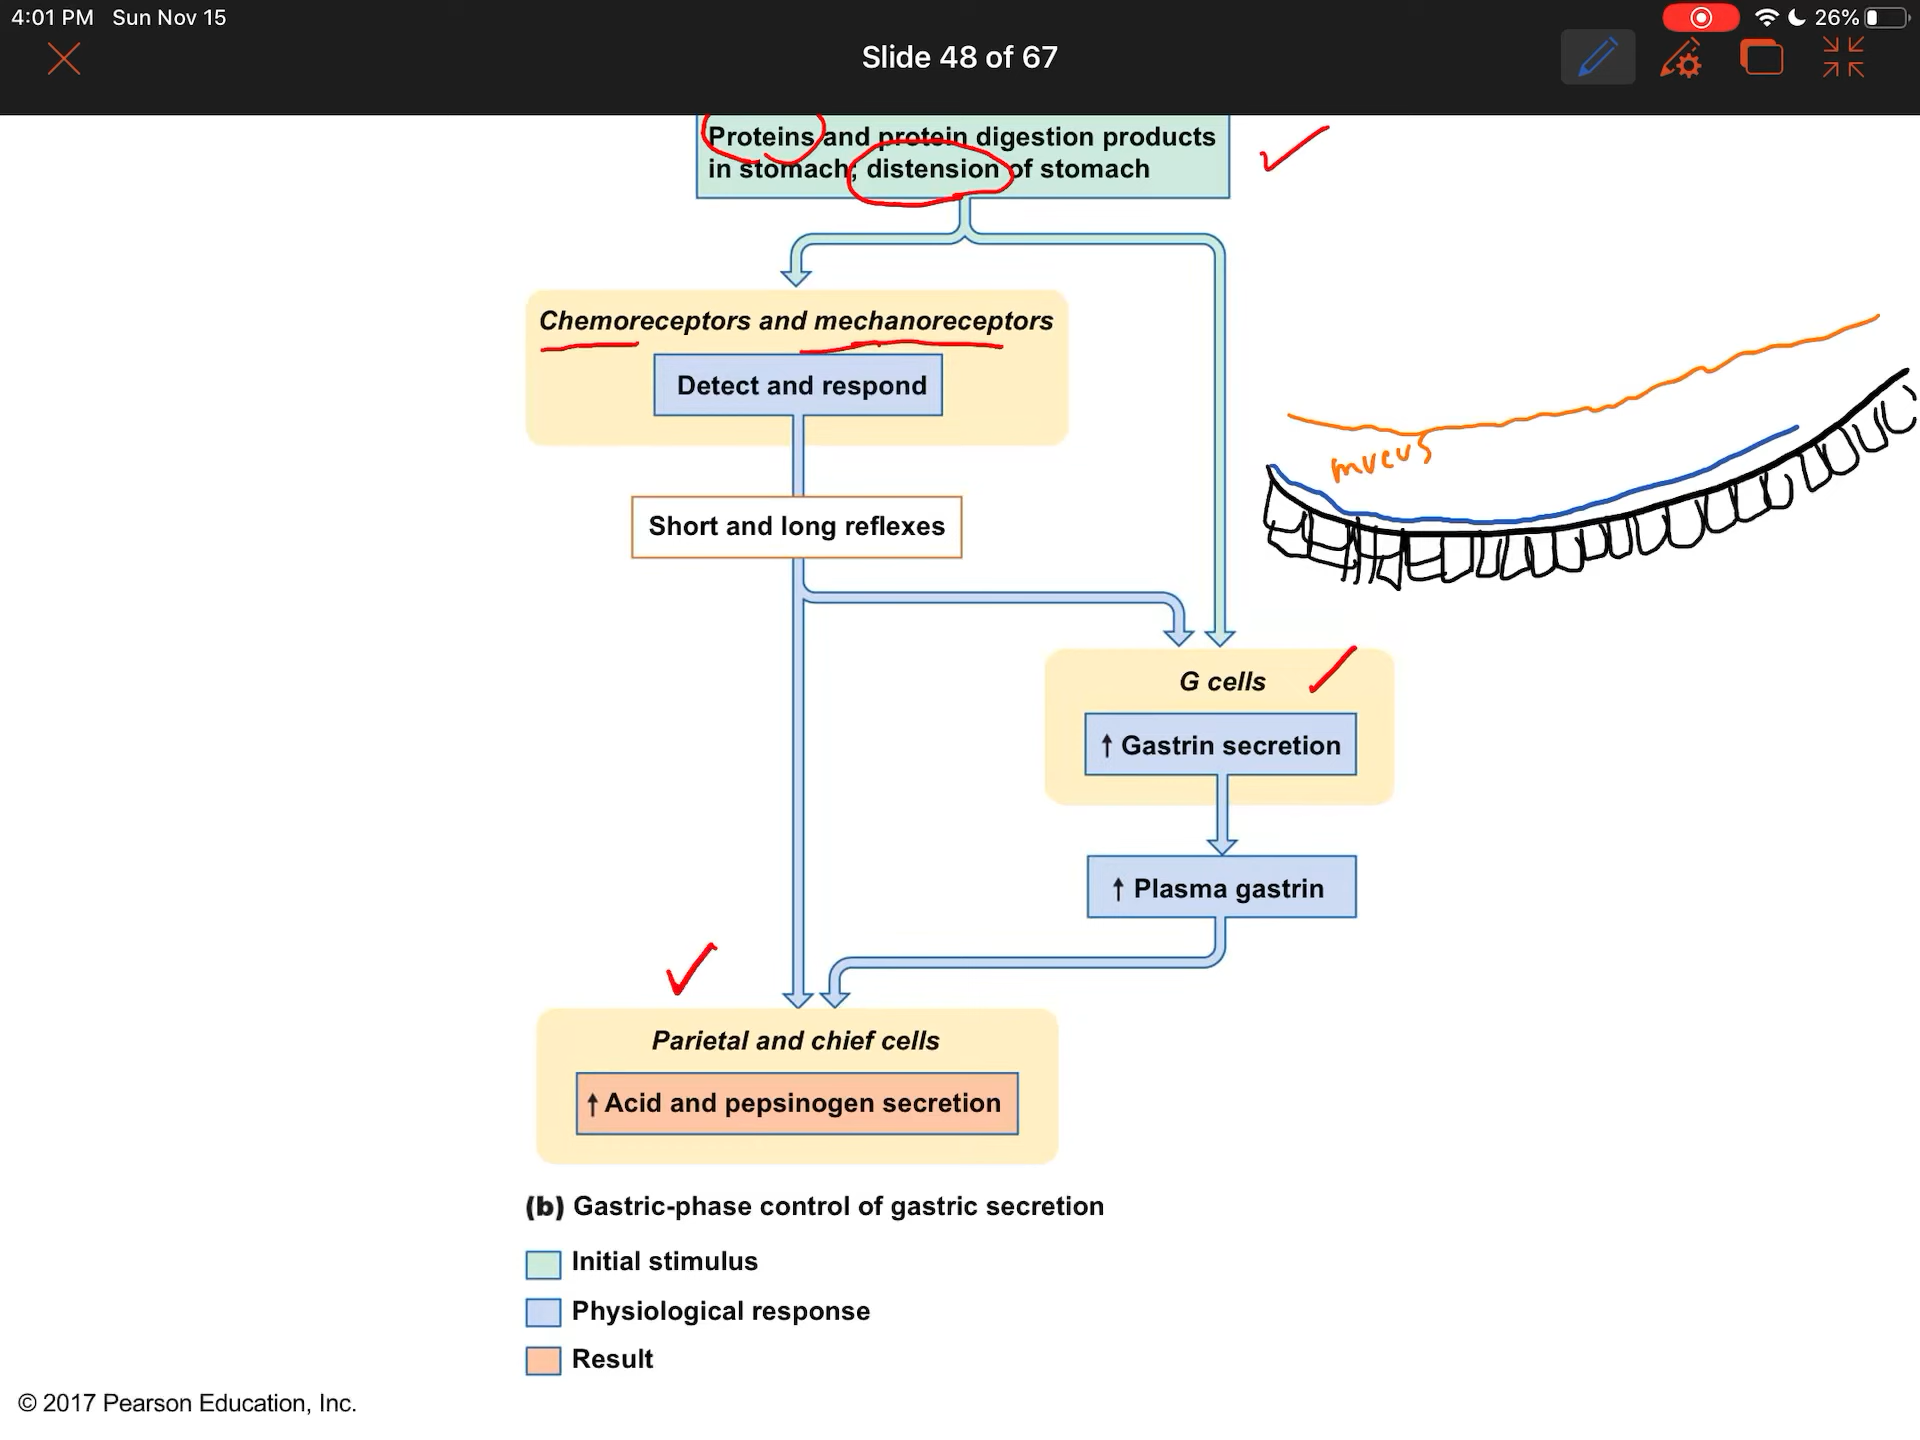 4:01 PM Sun Nov 15
26%
Slide 48 of 67
Proteins and protein digestion products
in stomach; distension of stomach
Chemoreceptors and mechanoreceptors
Detect and respond
mucus
Short and long reflexes
G cells
↑ Gastrin secretion
↑ Plasma gastrin
Parietal and chief cells
↑ Acid and pepsinogen secretion
(b) Gastric-phase control of gastric secretion
Initial stimulus
Physiological response
Result
© 2017 Pearson Education, Inc.